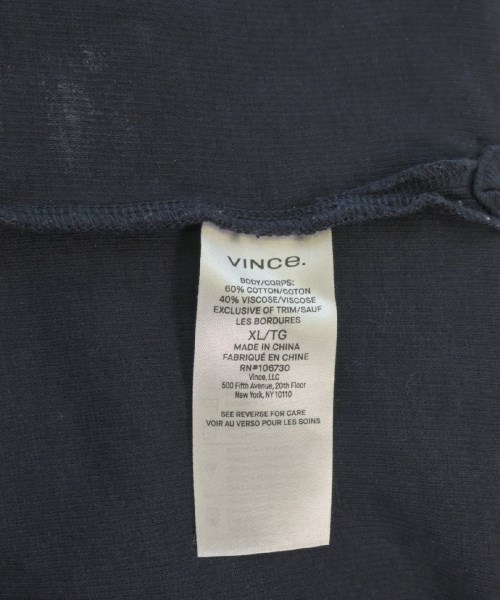 VINCe.
BODY/CORPS:
60% COTTON/COTON
40% VISCOSE/VISCOSE
EXCLUSIVE OF TRIM/SAUF
LES BORDURES
XL/TG
MADE IN CHINA
FABRIQUÉ EN CHINE
RN#106730
Vince, LLC
500 Fifth Avenue, 20th Floor
New York, NY 10110
SEE REVERSE FOR CARE
VOIR AU VERSO POUR LES SOINS